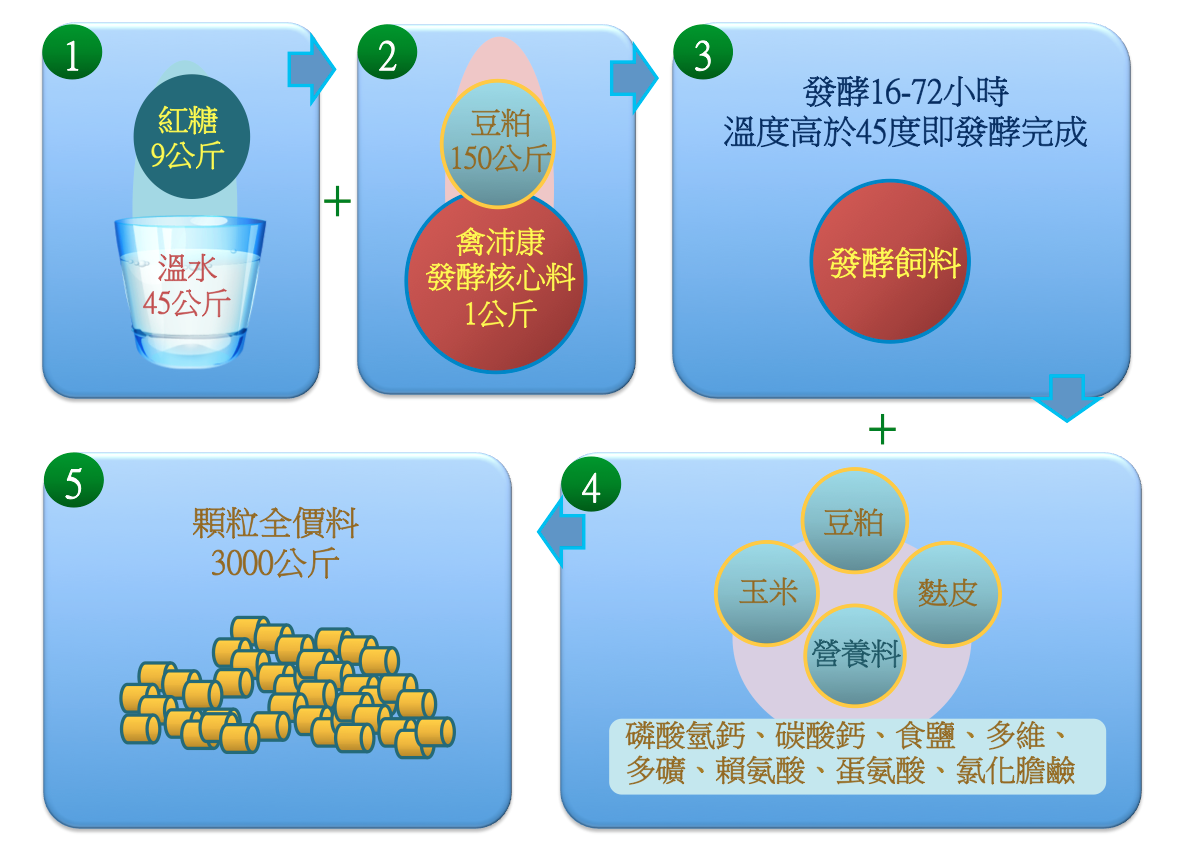 1
紅糖
9公斤
溫水
45公斤
+
2
豆粕
150公斤
禽沛康
發酵核心料
1公斤
3
發酵16-72小時
溫度高於45度即發酵完成
發酵飼料
+
4
豆粕
玉米
麩皮
營養料
磷酸氫鈣、碳酸鈣、食鹽、多維、
多礦、賴氨酸、蛋氨酸、氯化膽鹼
5
顆粒全價料
3000公斤